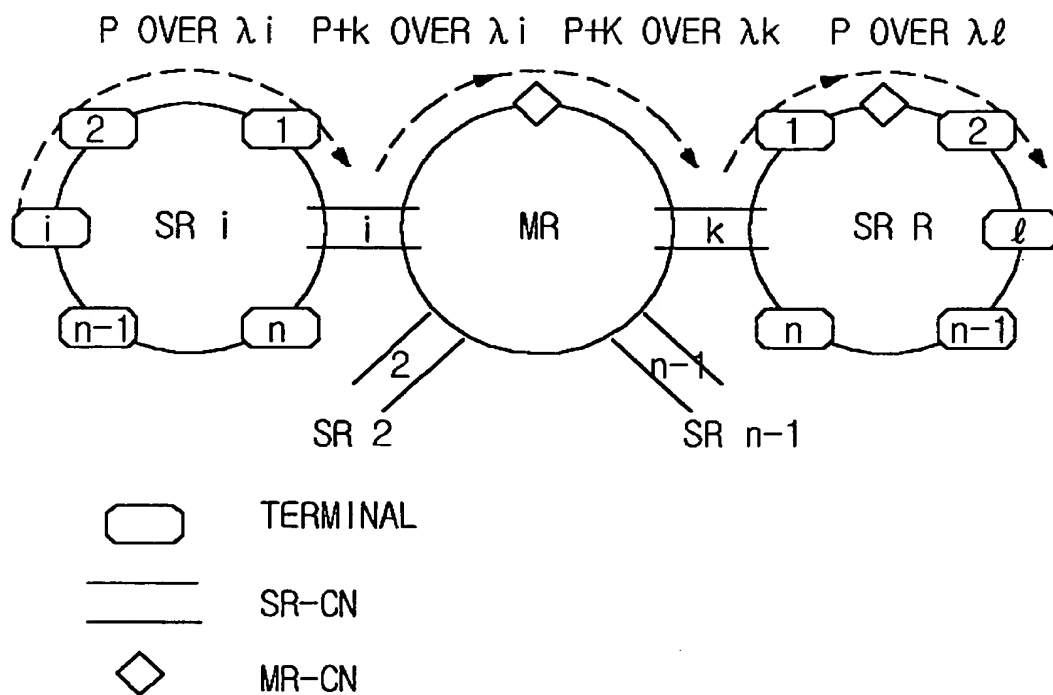 P OVER λi P+k OVER λi P+K OVER λk P OVER λℓ
2 1 1 2
i SR i i MR k SR R ℓ
n-1 n n n-1
2 n-1
SR 2 SR n-1
TERMINAL
SR-CN
MR-CN